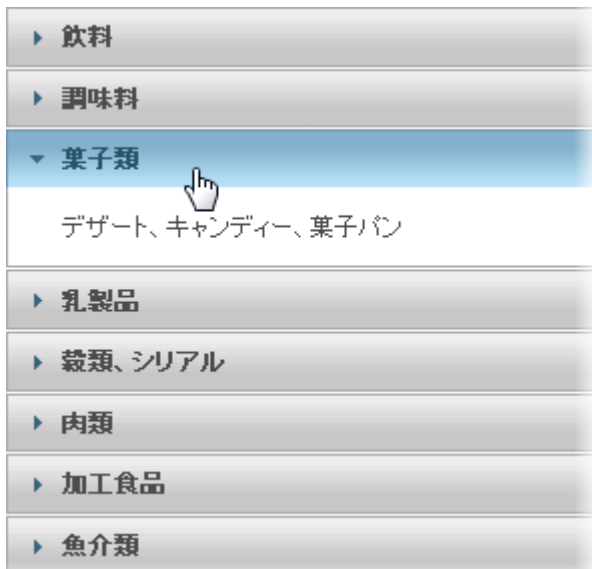 飲料
調味料
菓子類
デザート、キャンディー、菓子パン
乳製品
穀類、シリアル
肉類
加工食品
魚介類